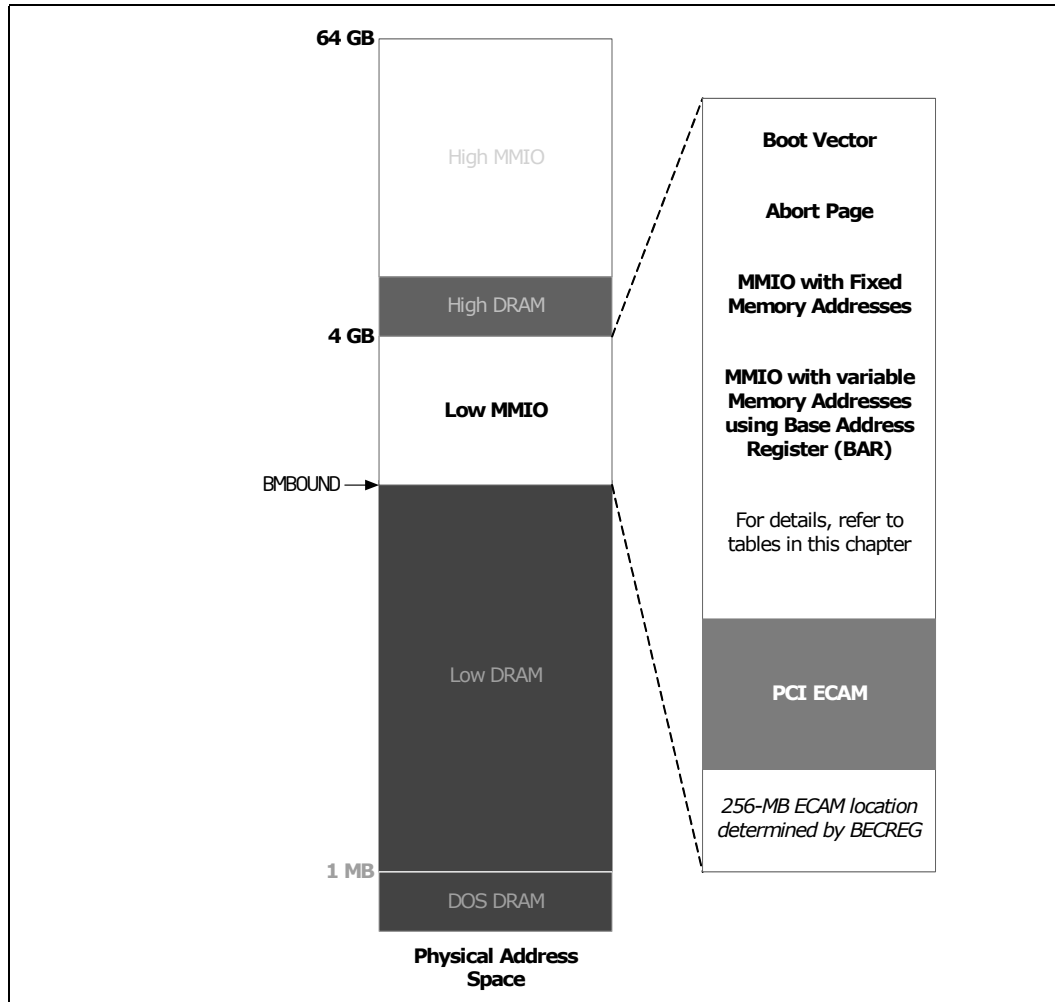 64 GB
High MMIO
High DRAM
4 GB
Low MMIO
BMBOUND
Low DRAM
1 MB
DOS DRAM
Physical Address
Space
Boot Vector
Abort Page
MMIO with Fixed
Memory Addresses
MMIO with variable
Memory Addresses
using Base Address
Register (BAR)
For details, refer to
tables in this chapter
PCI ECAM
256-MB ECAM location
determined by BECREG